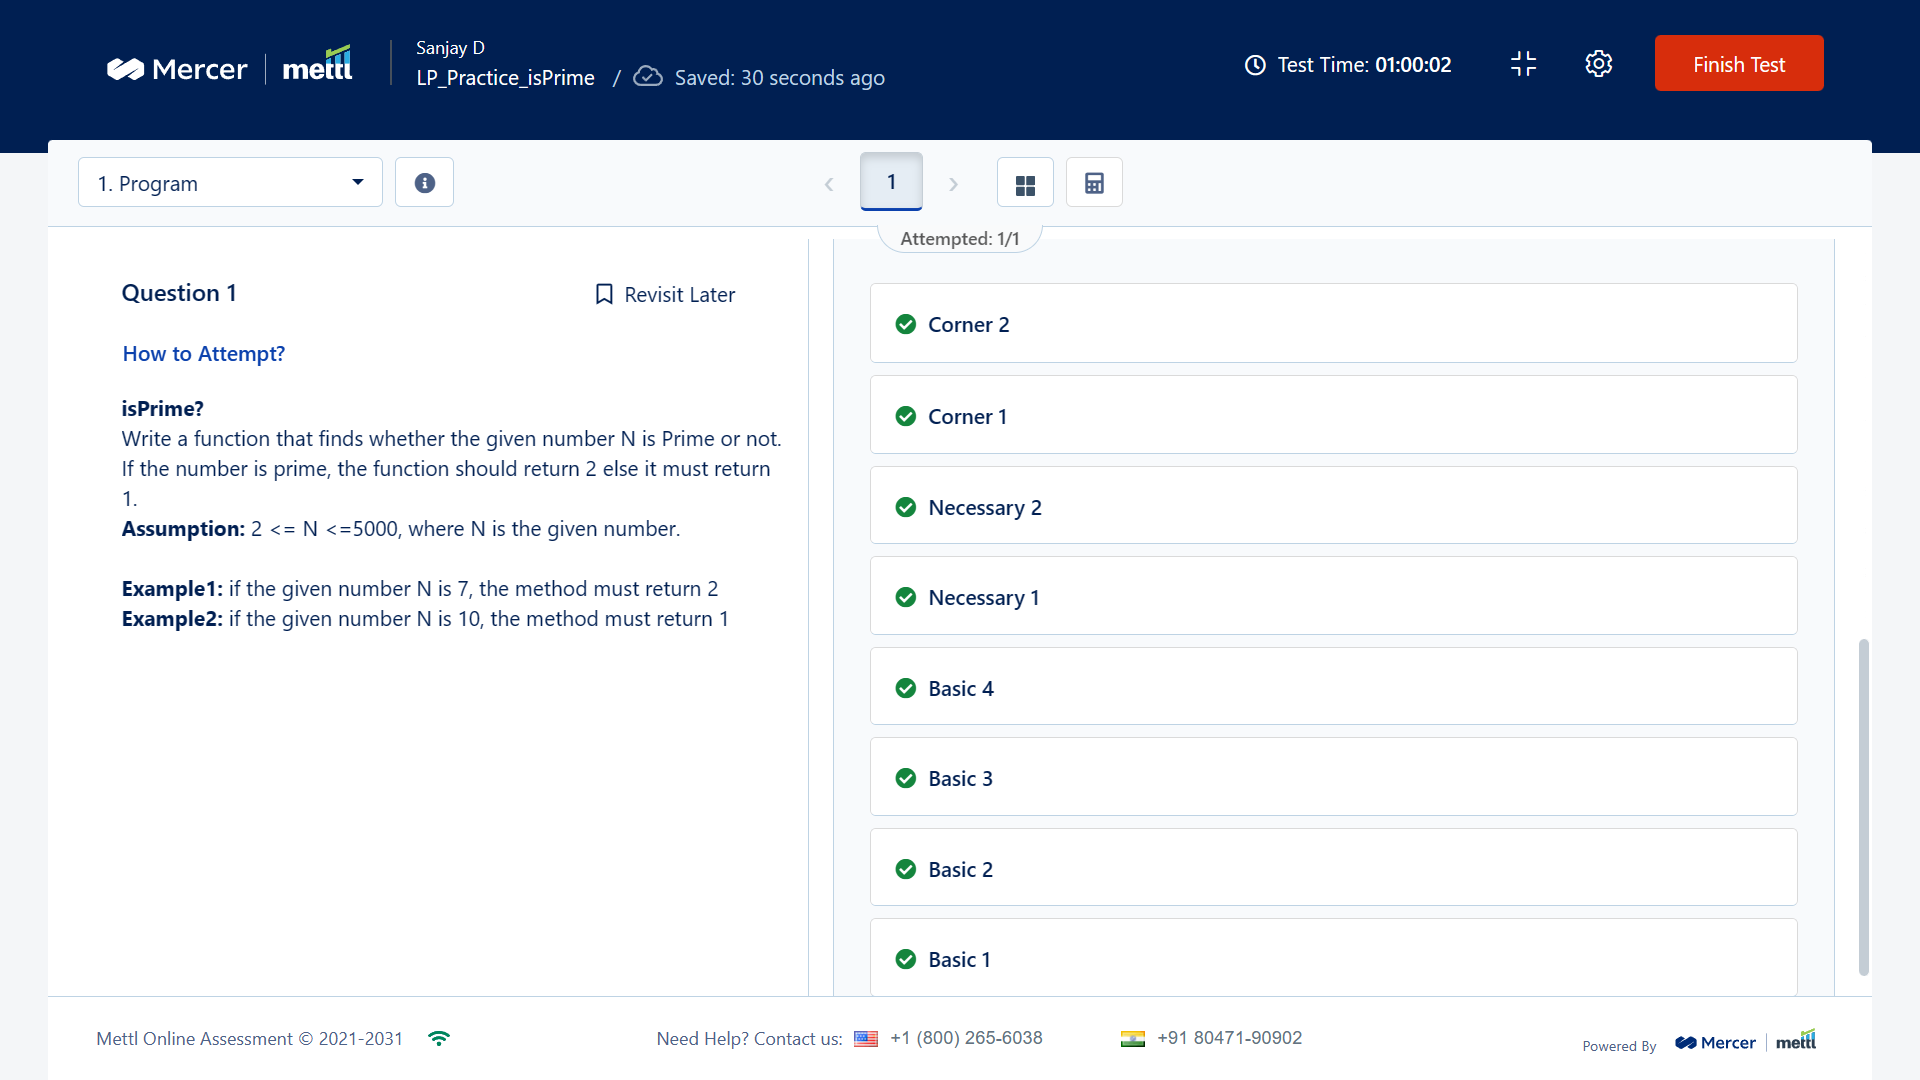 Mercer | mettl
Sanjay D
LP_Practice_isPrime / Saved: 30 seconds ago
Test Time: 01:00:02
Finish Test
1. Program
1
Attempted: 1/1
Question 1
Revisit Later
How to Attempt?
isPrime?
Write a function that finds whether the given number N is Prime or not.
If the number is prime, the function should return 2 else it must return
1.
Assumption: 2 <= N <=5000, where N is the given number.
Example1: if the given number N is 7, the method must return 2
Example2: if the given number N is 10, the method must return 1
Corner 2
Corner 1
Necessary 2
Necessary 1
Basic 4
Basic 3
Basic 2
Basic 1
Mettl Online Assessment © 2021-2031
Need Help? Contact us: +1 (800) 265-6038
+91 80471-90902
Powered By
Mercer | mettl